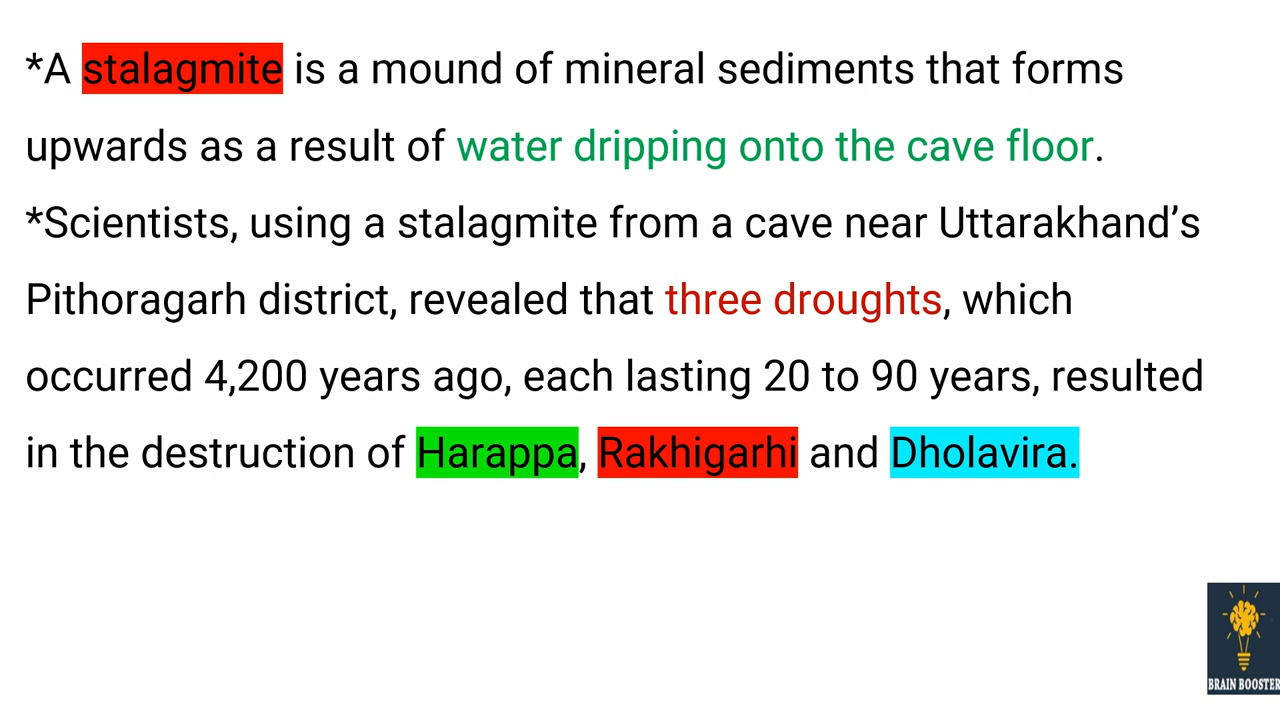 *A stalagmite is a mound of mineral sediments that forms
upwards as a result of water dripping onto the cave floor.
*Scientists, using a stalagmite from a cave near Uttarakhand’s
Pithoragarh district, revealed that three droughts, which
occurred 4,200 years ago, each lasting 20 to 90 years, resulted
in the destruction of Harappa, Rakhigarhi and Dholavira.
BRAIN BOOSTER